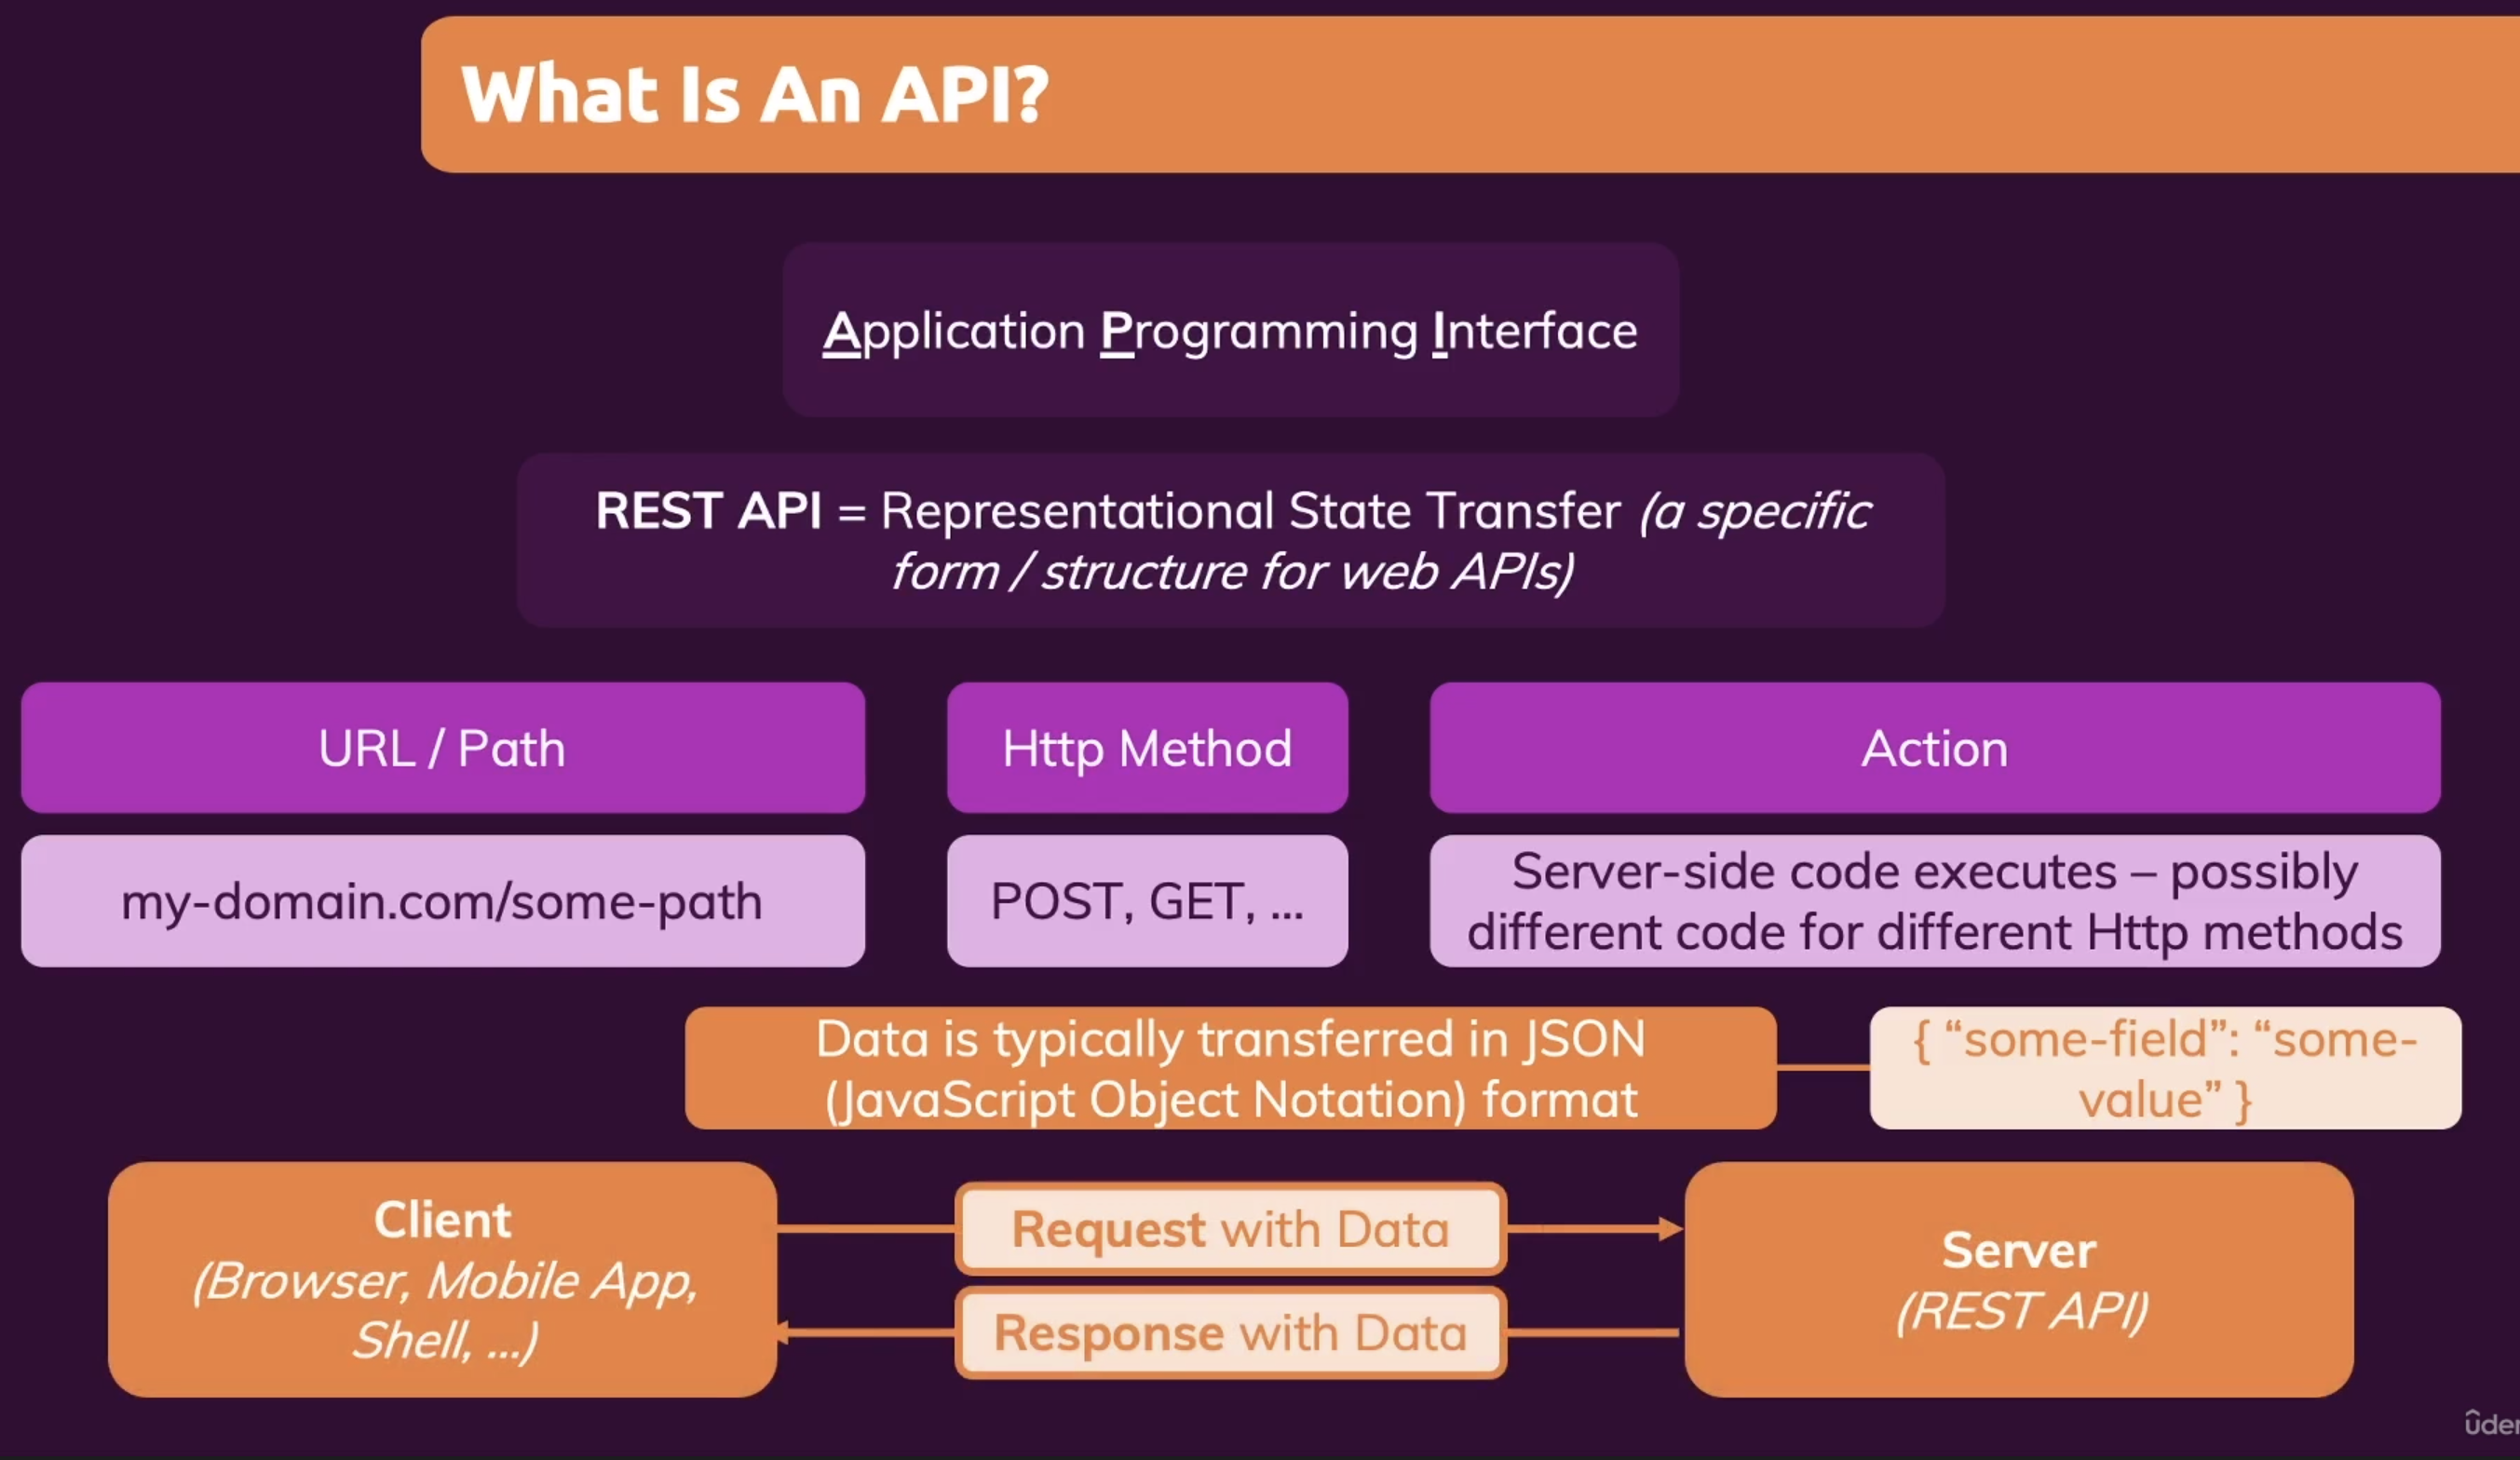 What Is An API?
Application Programming Interface
REST API = Representational State Transfer (a specific
form / structure for web APIs)
URL / Path
Http Method
Action
my-domain.com/some-path
POST, GET, ...
Server-side code executes – possibly
different code for different Http methods
Data is typically transferred in JSON
(JavaScript Object Notation) format
{ “some-field”: “some-
value” }
Client
(Browser, Mobile App,
Shell, ...)
Request with Data
Response with Data
Server
(REST API)